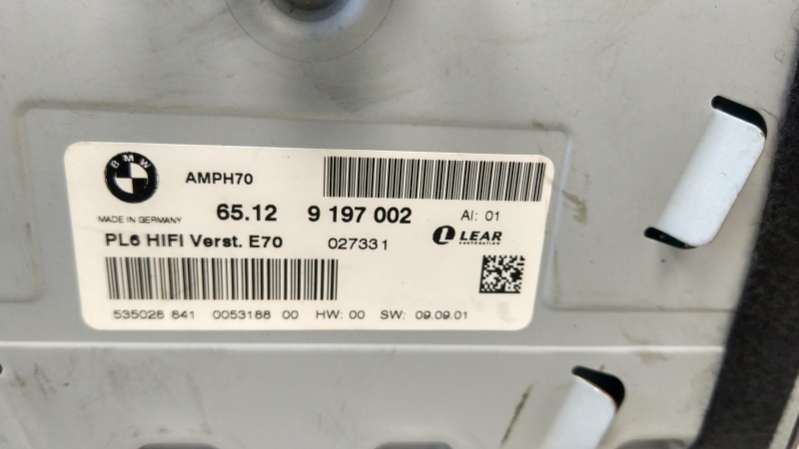 BMW
AMPH70
MADE IN GERMANY 65.12 9 197 002 AI: 01
PL6 HIFI Verst. E70 027331 LEAR
CORPORATION
535026 641 0053188 00 HW: 00 SW: 09.09.01